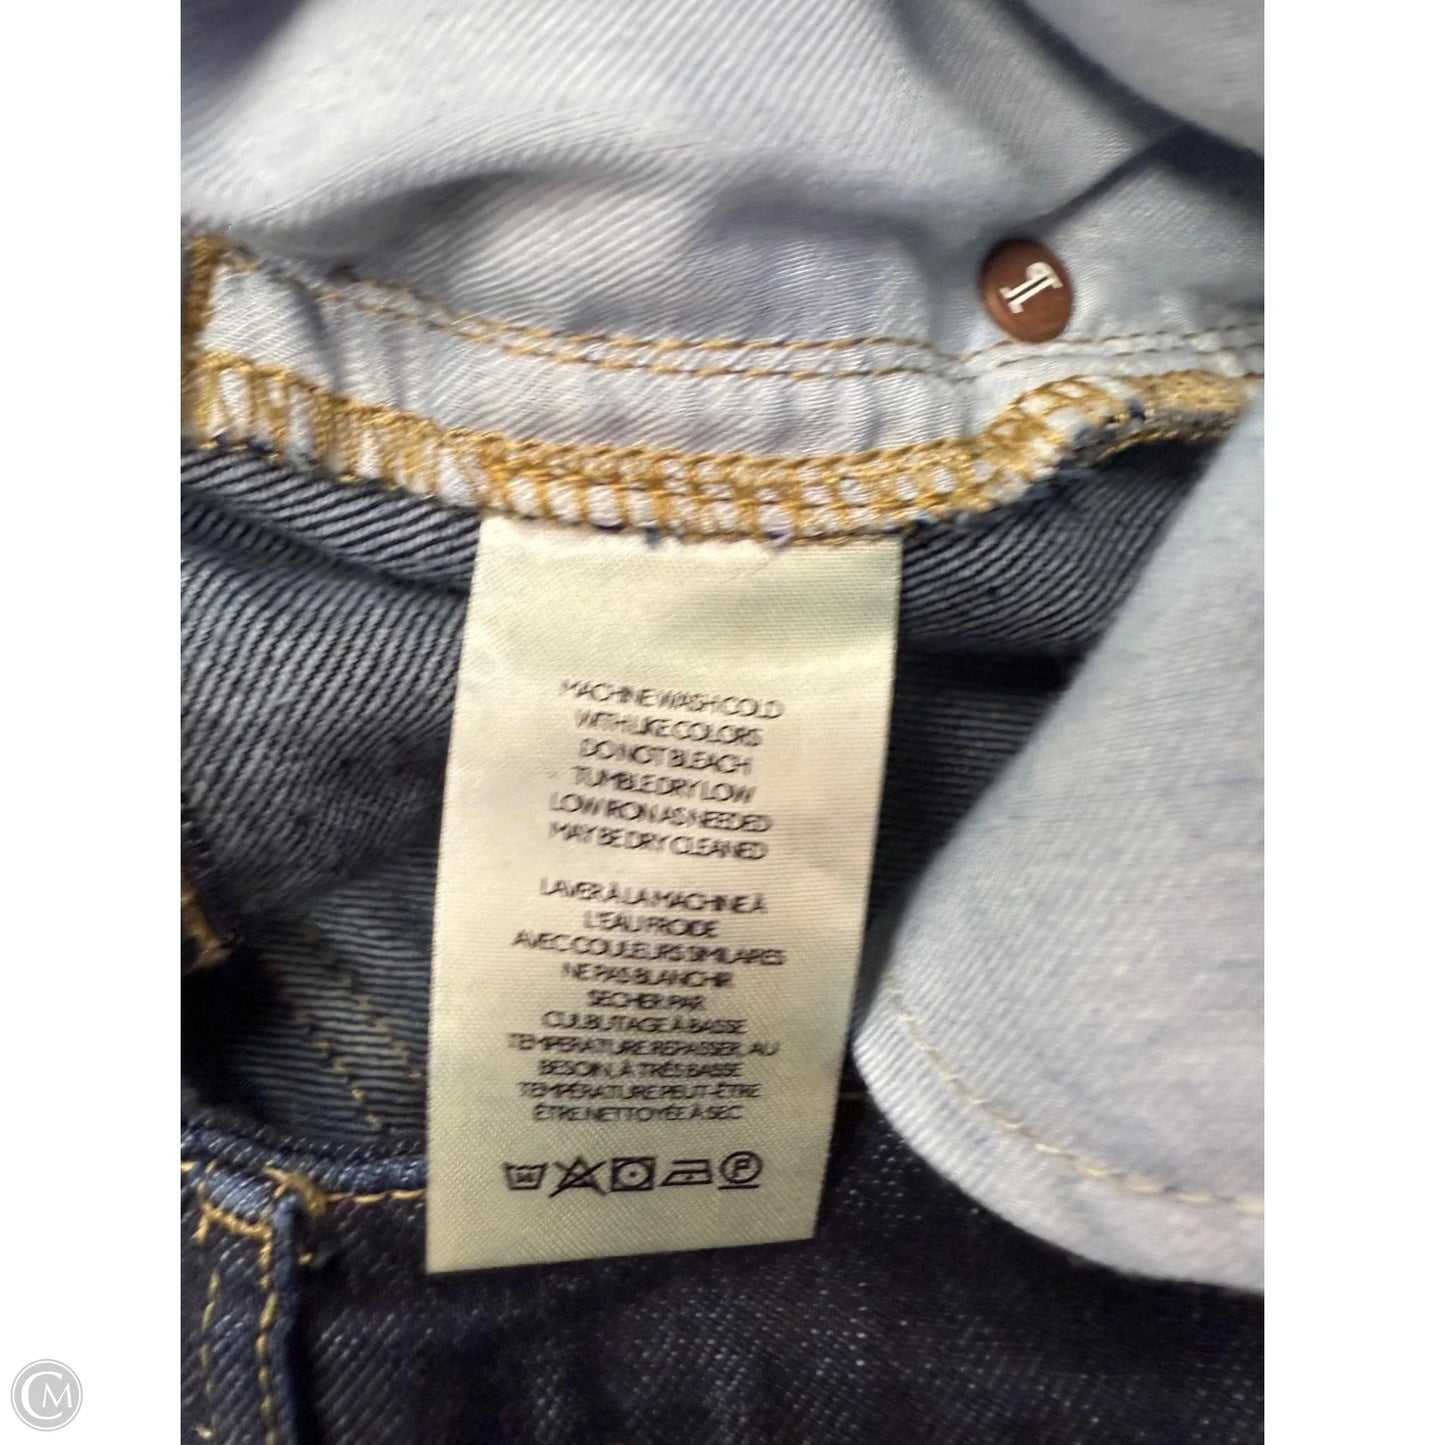 MACHINE WASH COLD
WITH LIKE COLORS
DO NOT BLEACH
TUMBLE DRY LOW
LOW IRON AS NEEDED
MAY BE DRY CLEANED
LAVER À LA MACHINE À
L'EAU FROIDE
AVEC COULEURS SIMILAIRES
NE PAS BLANCHIR
SECHER PAR
CULBUTAGE À BASSE
TEMPÉRATURE REPASSER, AU
BESOIN, À TRÈS BASSE
TEMPÉRATURE PEUT-ÊTRE
ÊTRE NETTOYÉE À SEC
P
CM